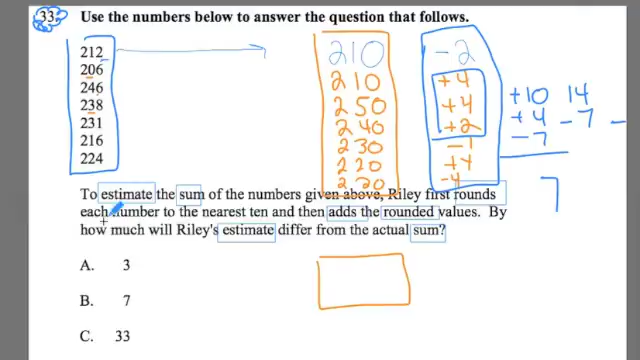 33. Use the numbers below to answer the question that follows.
212 210 -2
206 210 +4
246 250 +4 +10 14
238 240 +2 +4 -7 -
231 230 -1 -7
216 220 +4 7
224 220 -4
To estimate the sum of the numbers given above, Riley first rounds
each number to the nearest ten and then adds the rounded values. By
how much will Riley's estimate differ from the actual sum?
A. 3
B. 7
C. 33